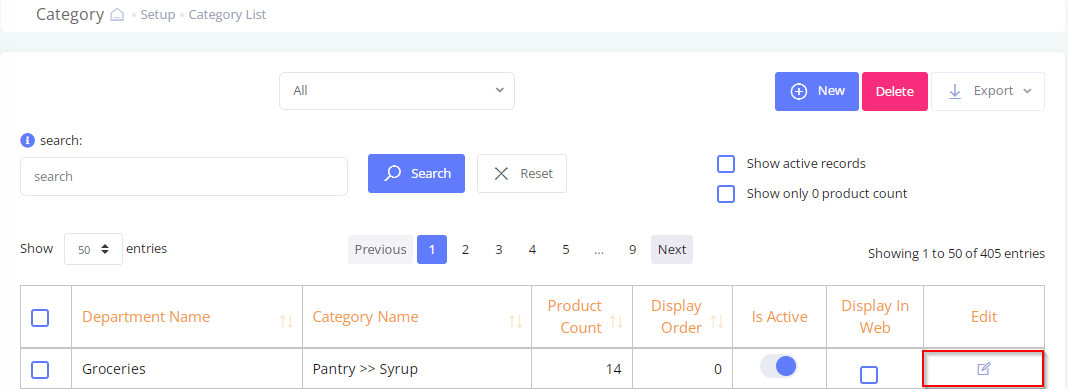 Category Setup Category List
All
New Delete Export
search:
search Search Reset
Show active records
Show only 0 product count
Show 50 entries
Previous 1 2 3 4 5 ... 9 Next
Showing 1 to 50 of 405 entries
Department Name Category Name Product Count Display Order Is Active Display In Web Edit
Groceries Pantry >> Syrup 14 0